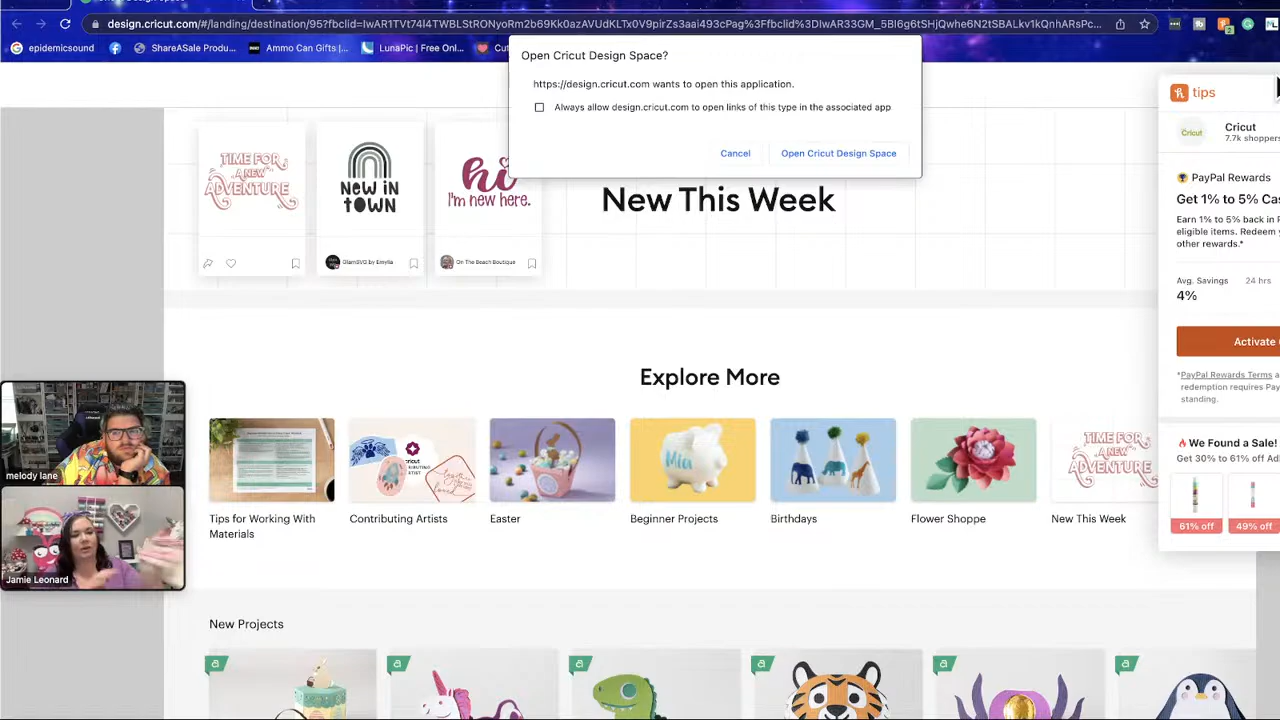 design.cricut.com/#/landing/destination/95?fbclid=IwAR1TVt74I4TWBLStRONyoRm2b69Kk0azAVUdKLTx0V9pirZs3aai493cPag%3Ffbclid%3DIwAR33GM_5BI6g6tSHjQwhe6N2tSBALkv1kQnhARsPc...
epidemicsound
ShareASale Produ...
Ammo Can Gifts |...
LunaPic | Free Onl...
Open Cricut Design Space?
https://design.cricut.com wants to open this application.
Always allow design.cricut.com to open links of this type in the associated app
Cancel
Open Cricut Design Space
tips
Cricut
Cricut
7.7k shoppers
PayPal Rewards
Get 1% to 5% Cas
Earn 1% to 5% back in P
eligible items. Redeem y
other rewards.*
Avg. Savings
24 hrs
4%
Activate
*PayPal Rewards Terms a
redemption requires Pay
standing.
We Found a Sale!
Get 30% to 61% off Ad
61% off
49% off
TIME FOR
A NEW
ADVENTURE
NEW IN
TOWN
hi
I'm new here.
GlamSVG by Emylia
On The Beach Boutique
New This Week
Explore More
Mia
TIME FOR
A NEW
ADVENTURE
Tips for Working With
Materials
Contributing Artists
Easter
Beginner Projects
Birthdays
Flower Shoppe
New This Week
melody lane
Jamie Leonard
New Projects
a
a
a
a
a
a